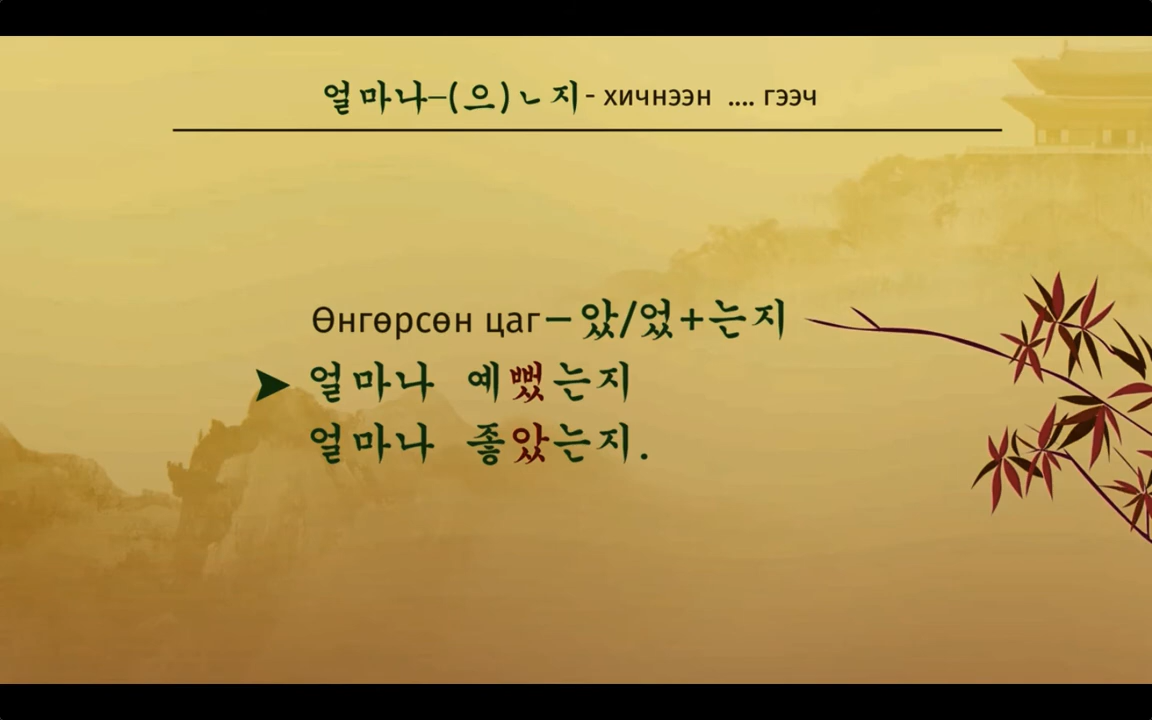 얼마나–(으)ㄴ지- хичнээн .... гээч
Өнгөрсөн цаг–았/었+는지
➤ 얼마나 예뻤는지
얼마나 좋았는지.